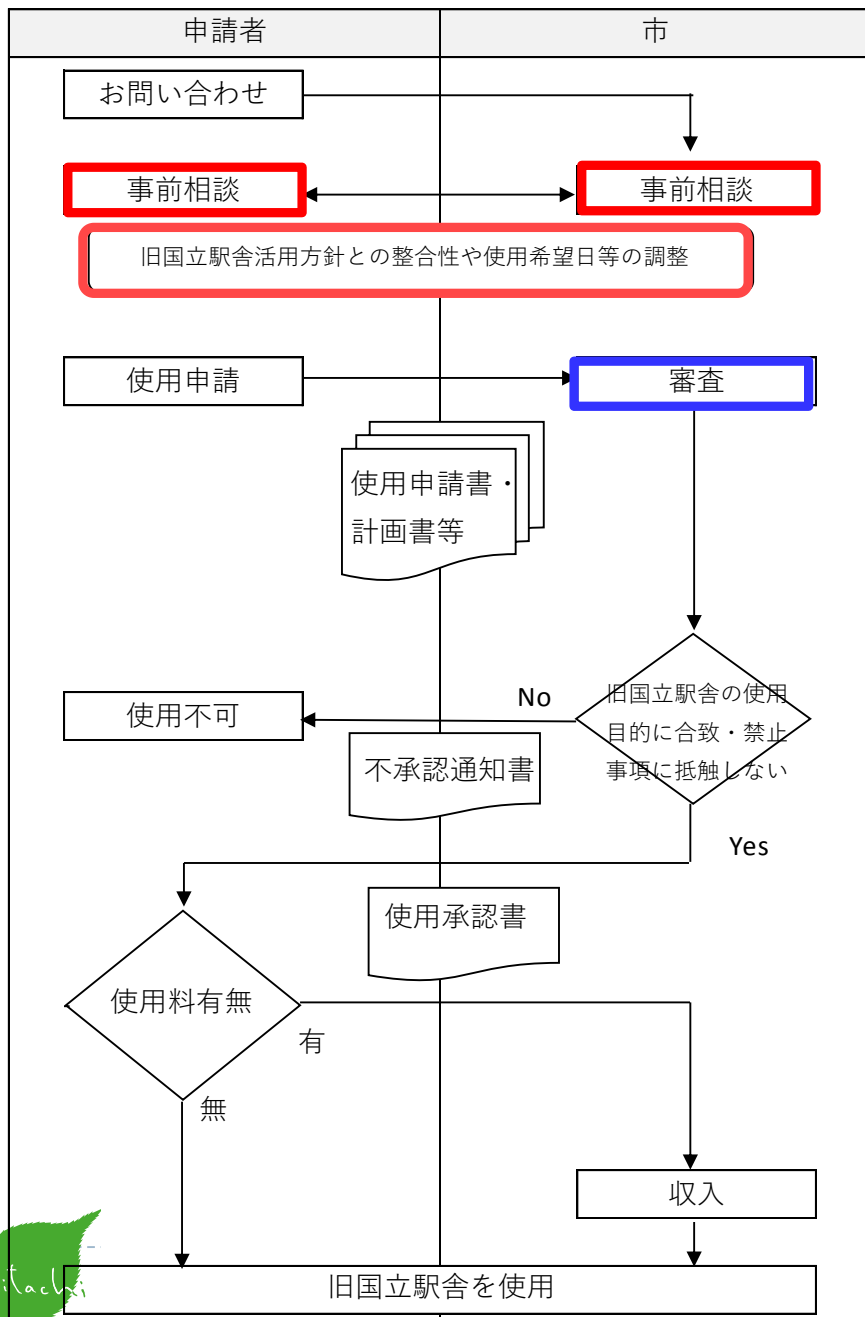 申請者
市
お問い合わせ
事前相談
事前相談
旧国立駅舎活用方針との整合性や使用希望日等の調整
使用申請
審査
使用申請書・
計画書等
No
旧国立駅舎の使用
目的に合致・禁止
事項に抵触しない
使用不可
不承認通知書
Yes
使用承認書
使用料有無
有
無
収入
旧国立駅舎を使用
itachi